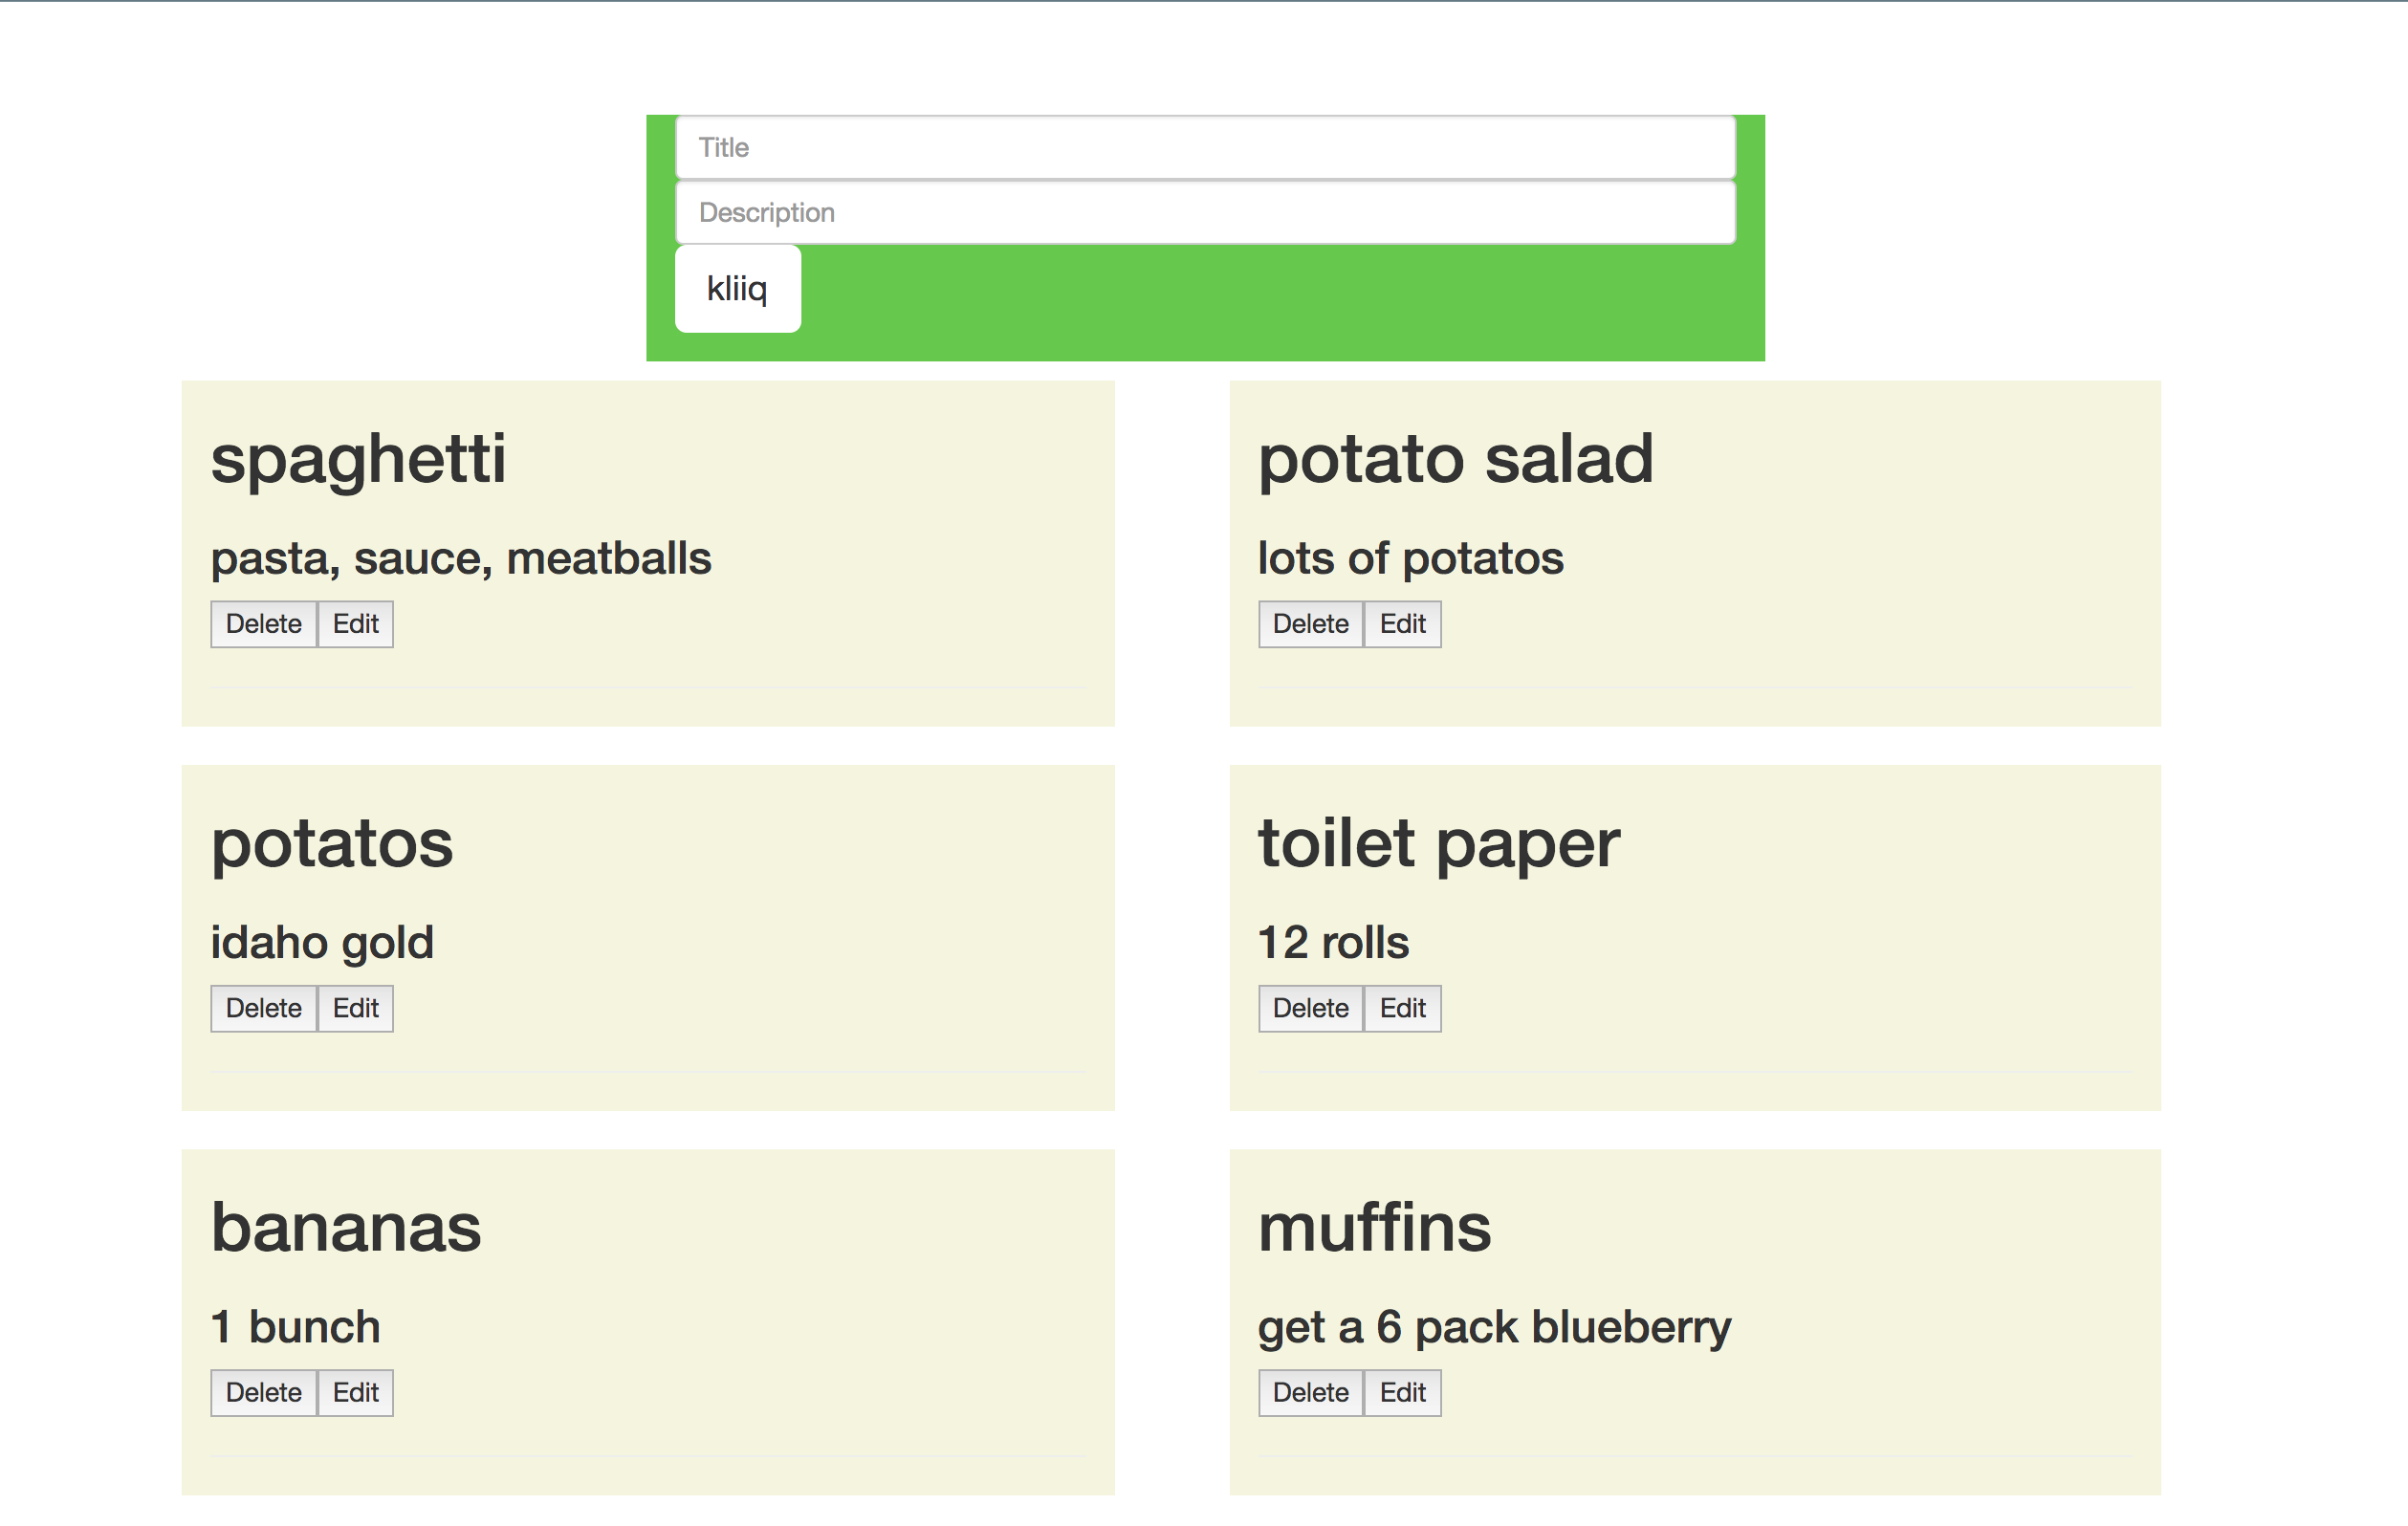 Title
Description
kliiq
spaghetti
pasta, sauce, meatballs
Delete Edit
potato salad
lots of potatos
Delete Edit
potatos
idaho gold
Delete Edit
toilet paper
12 rolls
Delete Edit
bananas
1 bunch
Delete Edit
muffins
get a 6 pack blueberry
Delete Edit